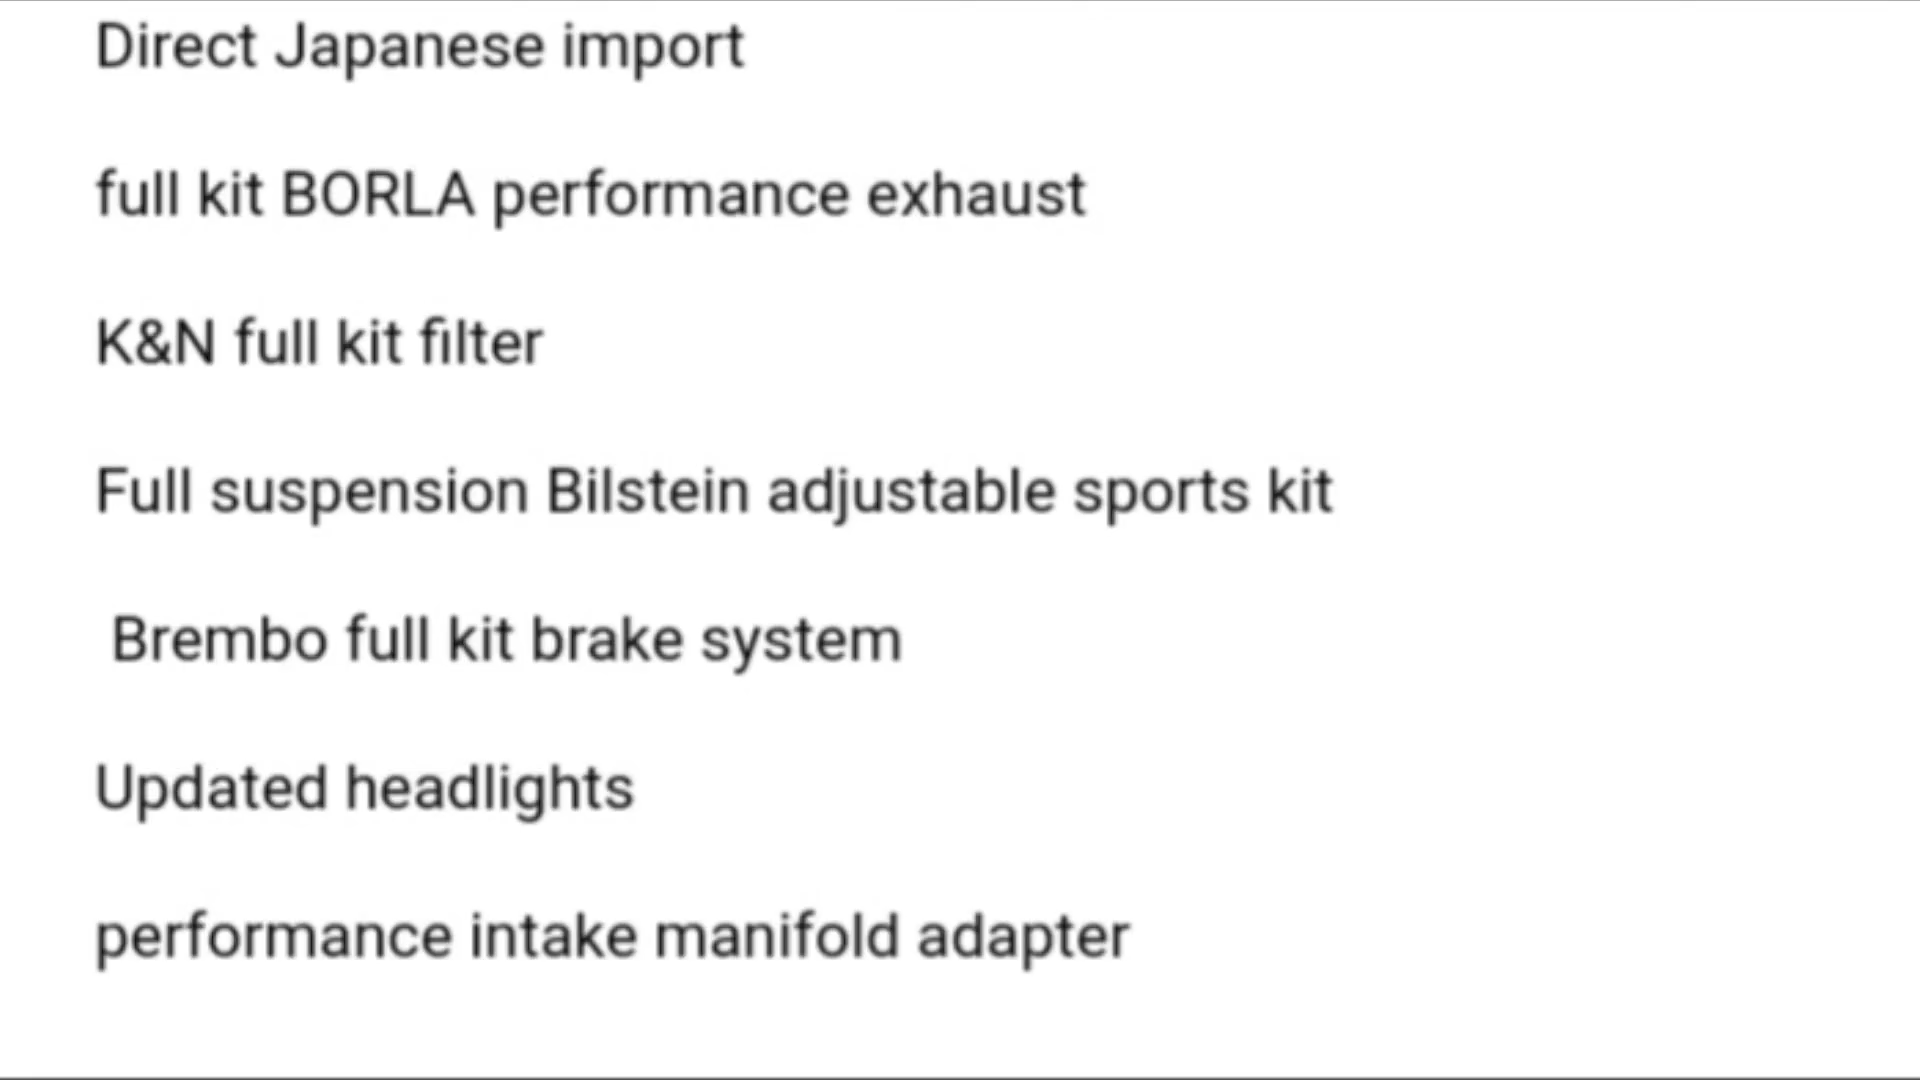 Direct Japanese import
full kit BORLA performance exhaust
K&N full kit filter
Full suspension Bilstein adjustable sports kit
Brembo full kit brake system
Updated headlights
performance intake manifold adapter